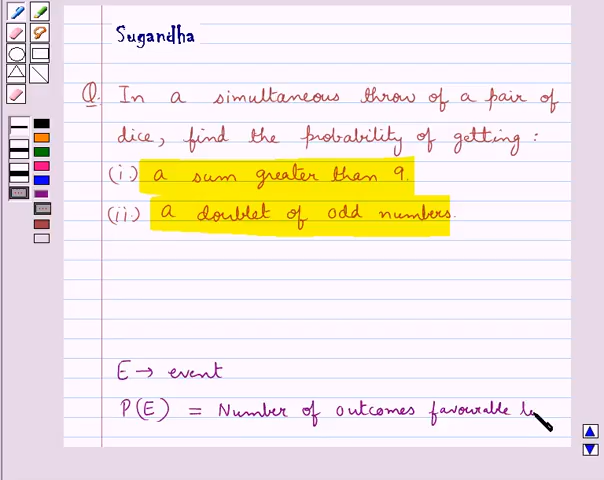 Sugandha
Q. In a simultaneous throw of a pair of
dice, find the probability of getting :
(i.) a sum greater than 9.
(ii.) a doublet of odd numbers.
E → event
P(E) = Number of outcomes favourable